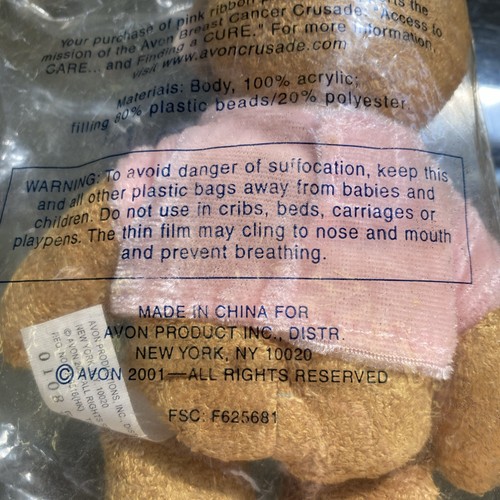 Your purchase of pink ribbon is the
mission of the Avon Breast Cancer Crusade, "Access to
CARE... and Finding a CURE." For more information,
visit www.avoncrusade.com
Materials: Body, 100% acrylic;
filling 80% plastic beads/20% polyester.
WARNING: To avoid danger of suffocation, keep this
and all other plastic bags away from babies and
children. Do not use in cribs, beds, carriages or
playpens. The thin film may cling to nose and mouth
and prevent breathing.
MADE IN CHINA FOR
AVON PRODUCT INC., DISTR.
NEW YORK, NY 10020
© AVON 2001—ALL RIGHTS RESERVED
FSC: F625681
0108